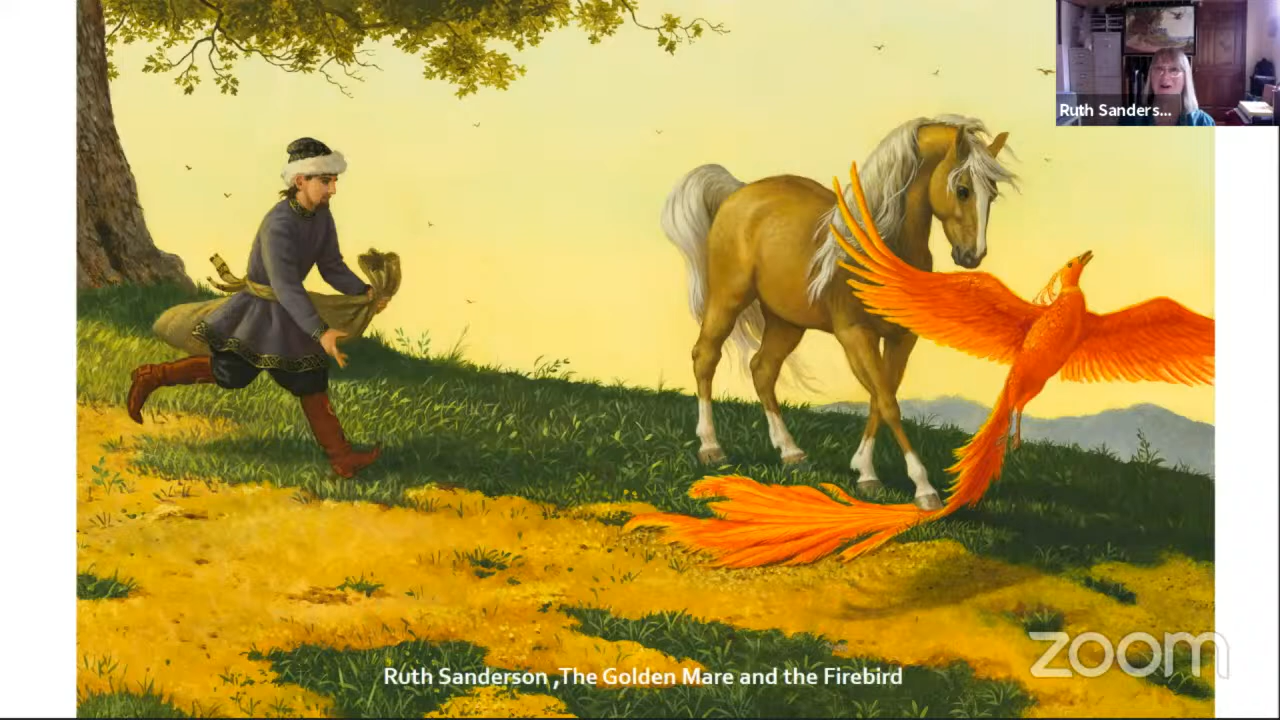 Ruth Sanders...
zoom
Ruth Sanderson ,The Golden Mare and the Firebird